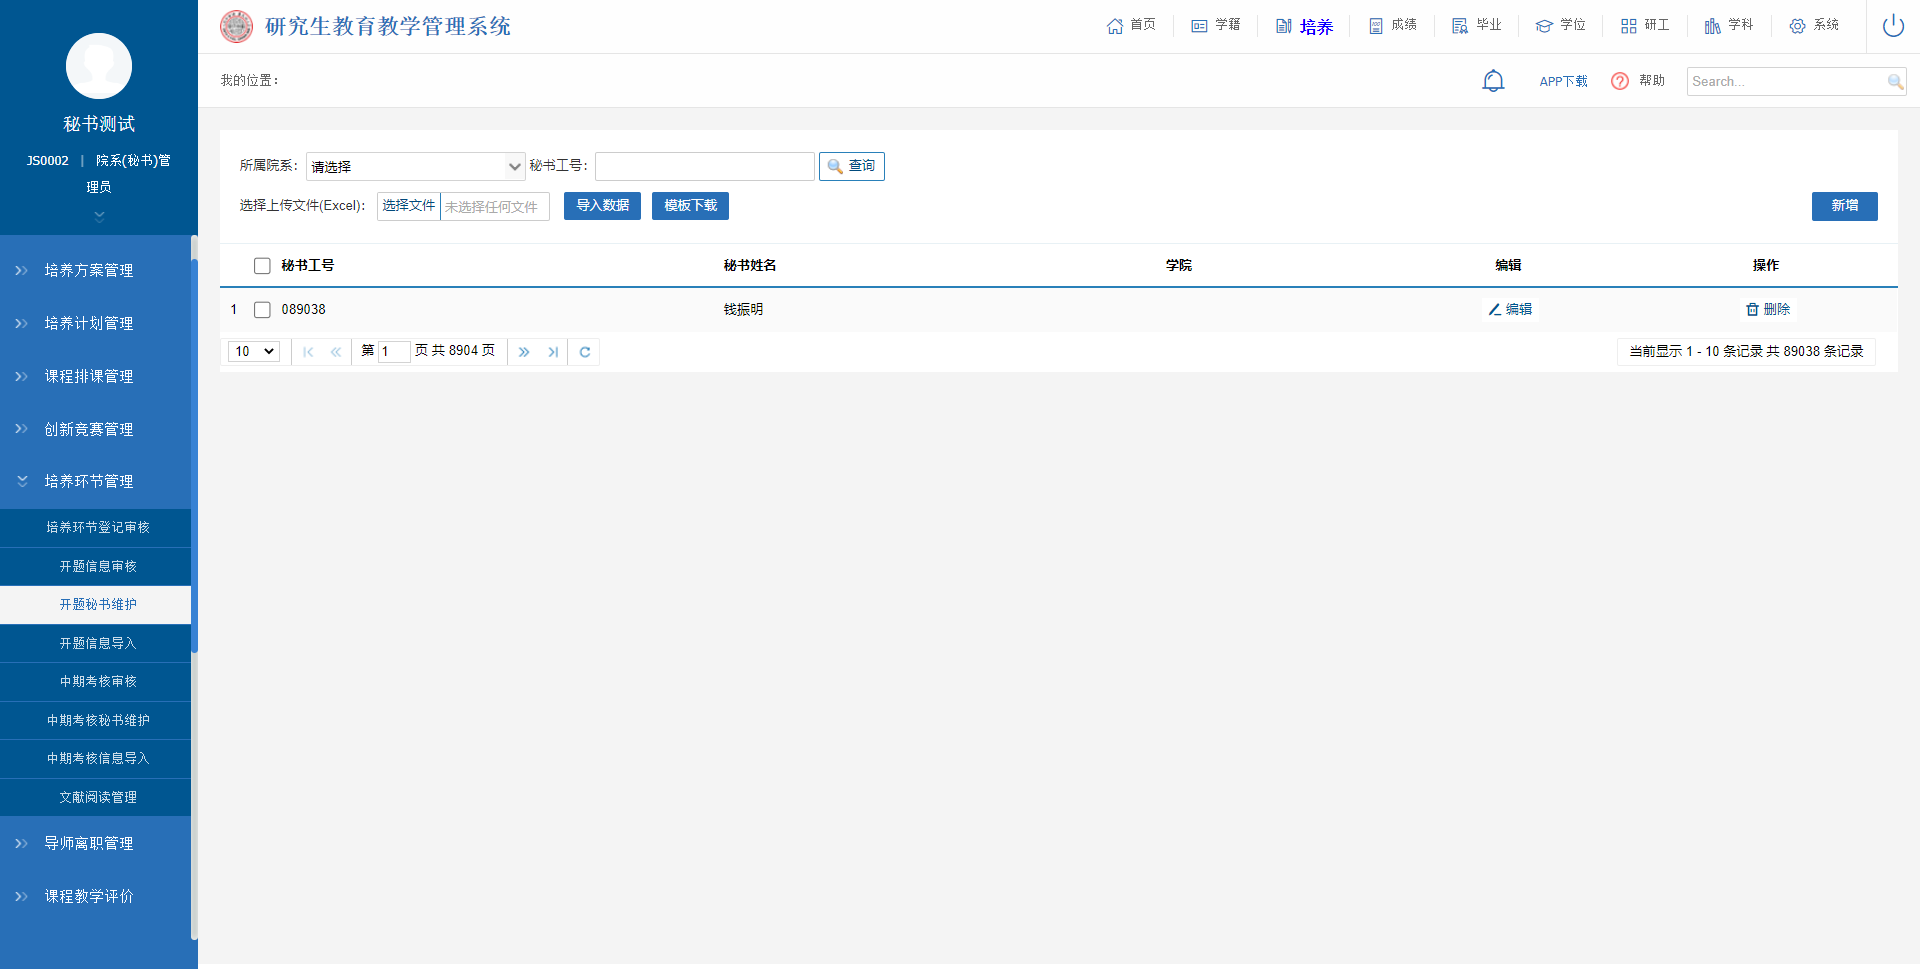 研究生教育教学管理系统
首页
学籍
培养
成绩
毕业
学位
研工
学科
系统
秘书测试
JS0002 | 院系(秘书)管
理员
我的位置：
APP下载
帮助
Search...
培养方案管理
培养计划管理
课程排课管理
创新竞赛管理
培养环节管理
培养环节登记审核
开题信息审核
开题秘书维护
开题信息导入
中期考核审核
中期考核秘书维护
中期考核信息导入
文献阅读管理
导师离职管理
课程教学评价
所属院系： 请选择 秘书工号： 查询
选择上传文件(Excel)： 选择文件 未选择任何文件 导入数据 模板下载 新增
秘书工号 秘书姓名 学院 编辑 操作
1 089038 钱振明 编辑 删除
10 第 1 页 共 8904 页 当前显示 1 - 10 条记录 共 89038 条记录